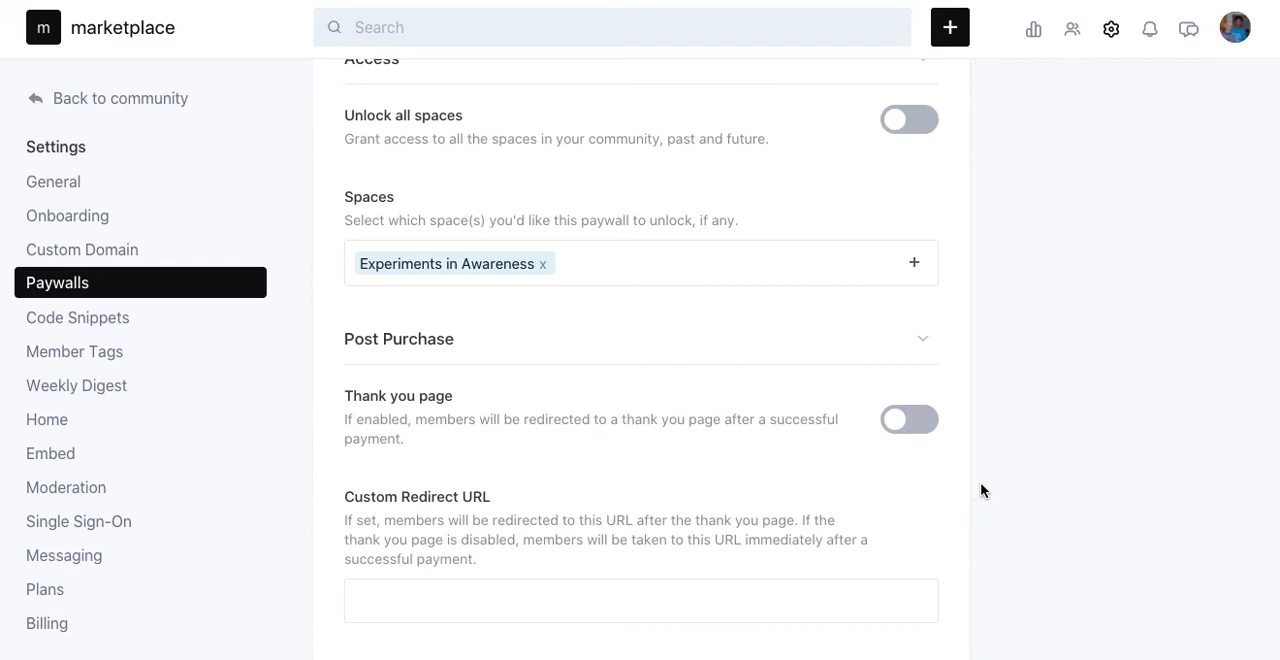 m marketplace
Search
+
Back to community
Settings
General
Onboarding
Custom Domain
Paywalls
Code Snippets
Member Tags
Weekly Digest
Home
Embed
Moderation
Single Sign-On
Messaging
Plans
Billing
Access
Unlock all spaces
Grant access to all the spaces in your community, past and future.
Spaces
Select which space(s) you'd like this paywall to unlock, if any.
Experiments in Awareness x +
Post Purchase
Thank you page
If enabled, members will be redirected to a thank you page after a successful
payment.
Custom Redirect URL
If set, members will be redirected to this URL after the thank you page. If the
thank you page is disabled, members will be taken to this URL immediately after a
successful payment.